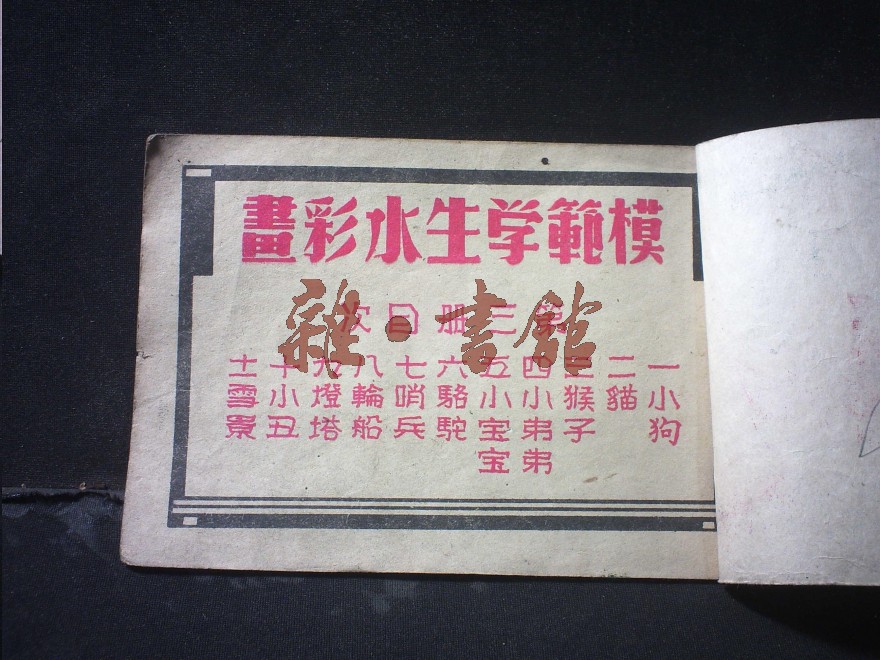 模範学生水彩畫
第三册目次
一小狗
二貓
三猴子
四小弟弟
五小宝宝
六駱駝
七哨兵
八輪船
九燈塔
十小丑
十一雪景
雜·書館